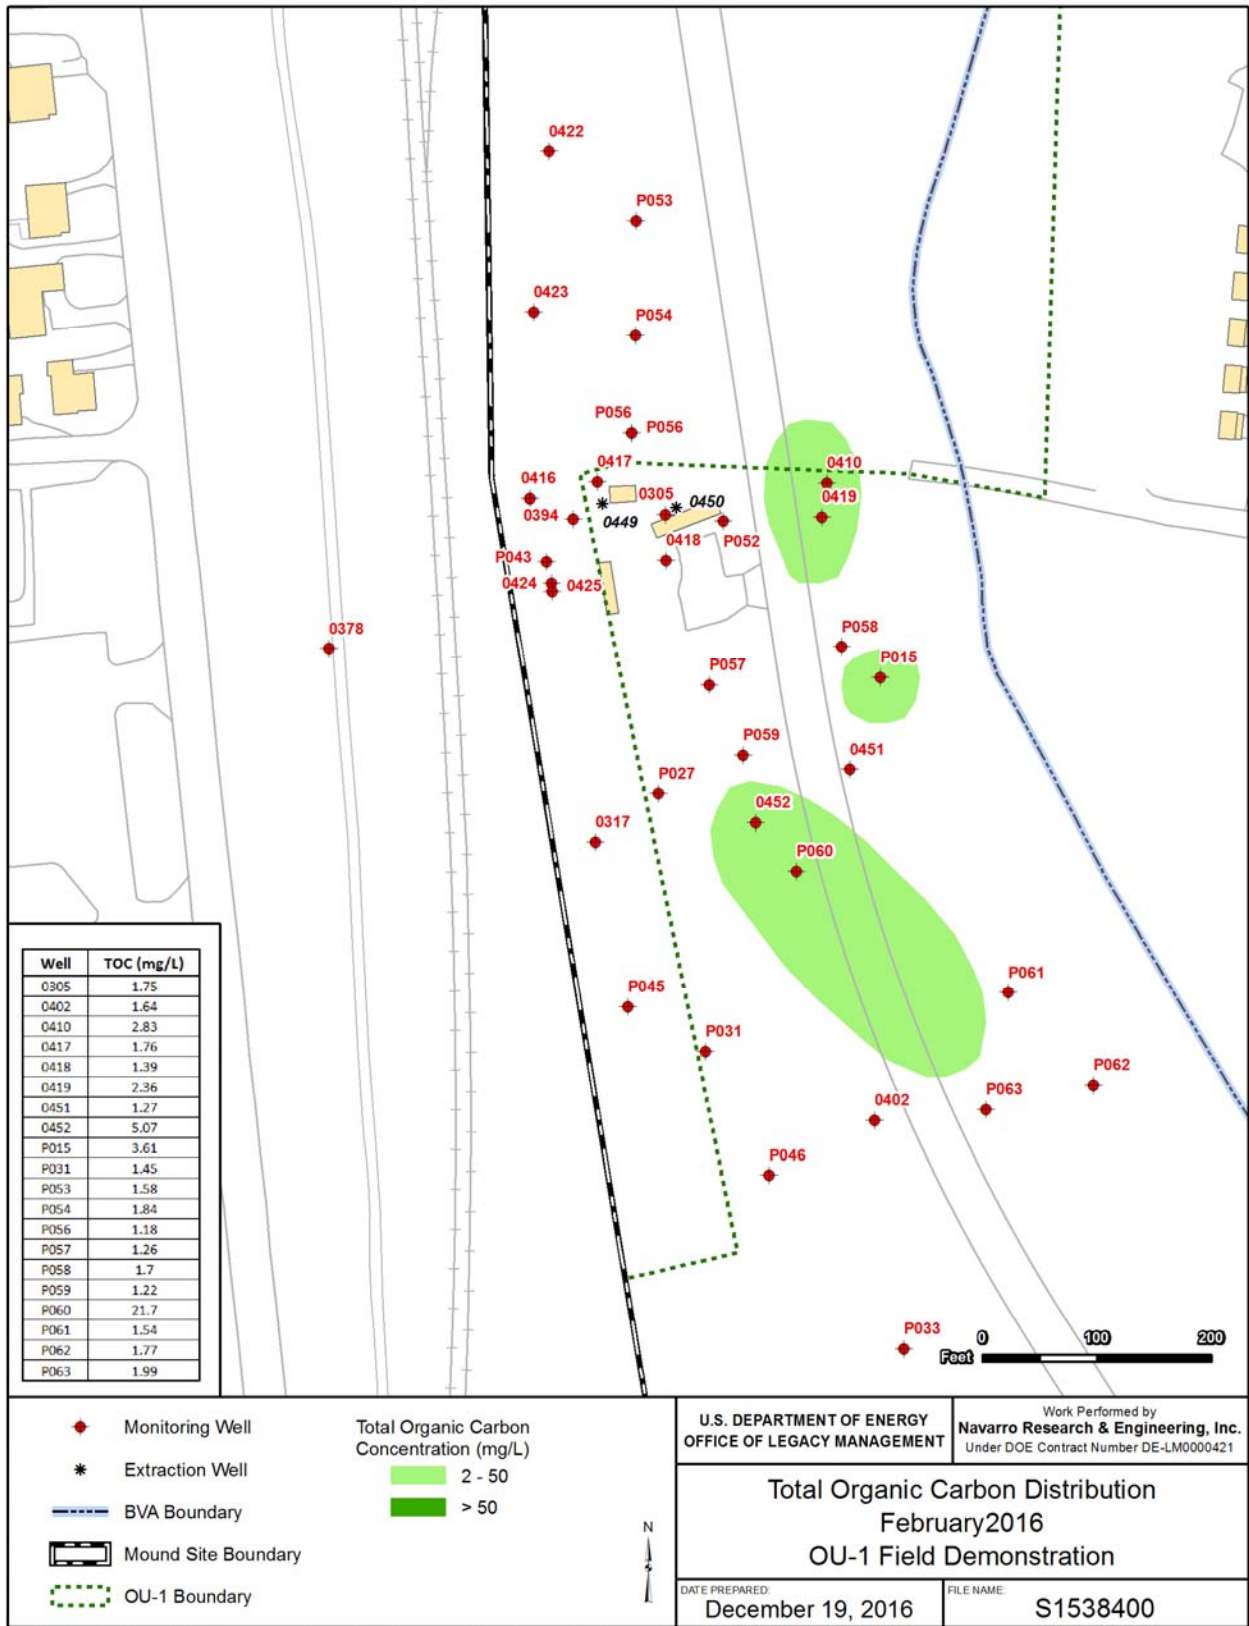 0422
P053
0423
P054
P056
P056
0417
0410
0416
0305
0450
0419
0394
0449
P052
0418
P043
0424
0425
0378
P058
P015
P057
P059
0451
P027
0452
0317
P060
P061
P045
P031
P062
P063
0402
P046
P033
0 100 200
Feet
Well TOC (mg/L)
0305 1.75
0402 1.64
0410 2.83
0417 1.76
0418 1.39
0419 2.36
0451 1.27
0452 5.07
P015 3.61
P031 1.45
P053 1.58
P054 1.84
P056 1.18
P057 1.26
P058 1.7
P059 1.22
P060 21.7
P061 1.54
P062 1.77
P063 1.99
Monitoring Well
Extraction Well
BVA Boundary
Mound Site Boundary
OU-1 Boundary
Total Organic Carbon
Concentration (mg/L)
2 - 50
> 50
N
U.S. DEPARTMENT OF ENERGY
OFFICE OF LEGACY MANAGEMENT
Work Performed by
Navarro Research & Engineering, Inc.
Under DOE Contract Number DE-LM0000421
Total Organic Carbon Distribution
February2016
OU-1 Field Demonstration
DATE PREPARED:
December 19, 2016
FILE NAME:
S1538400